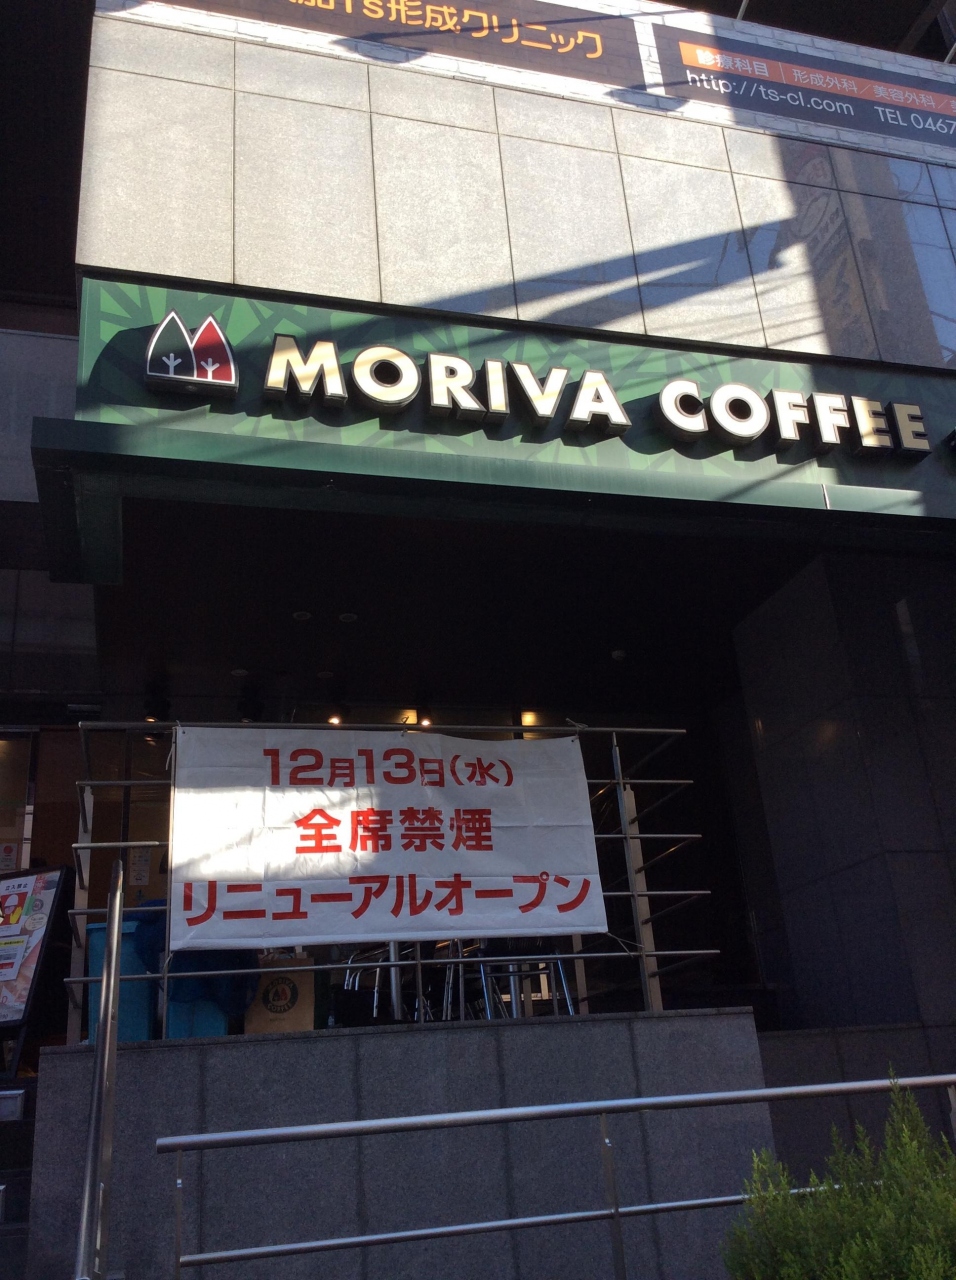 Ts形成クリニック
診療科目 形成外科／美容外科／
http://ts-cl.com TEL 0467
MORIVA COFFEE
12月13日(水)
全席禁煙
リニューアルオープン